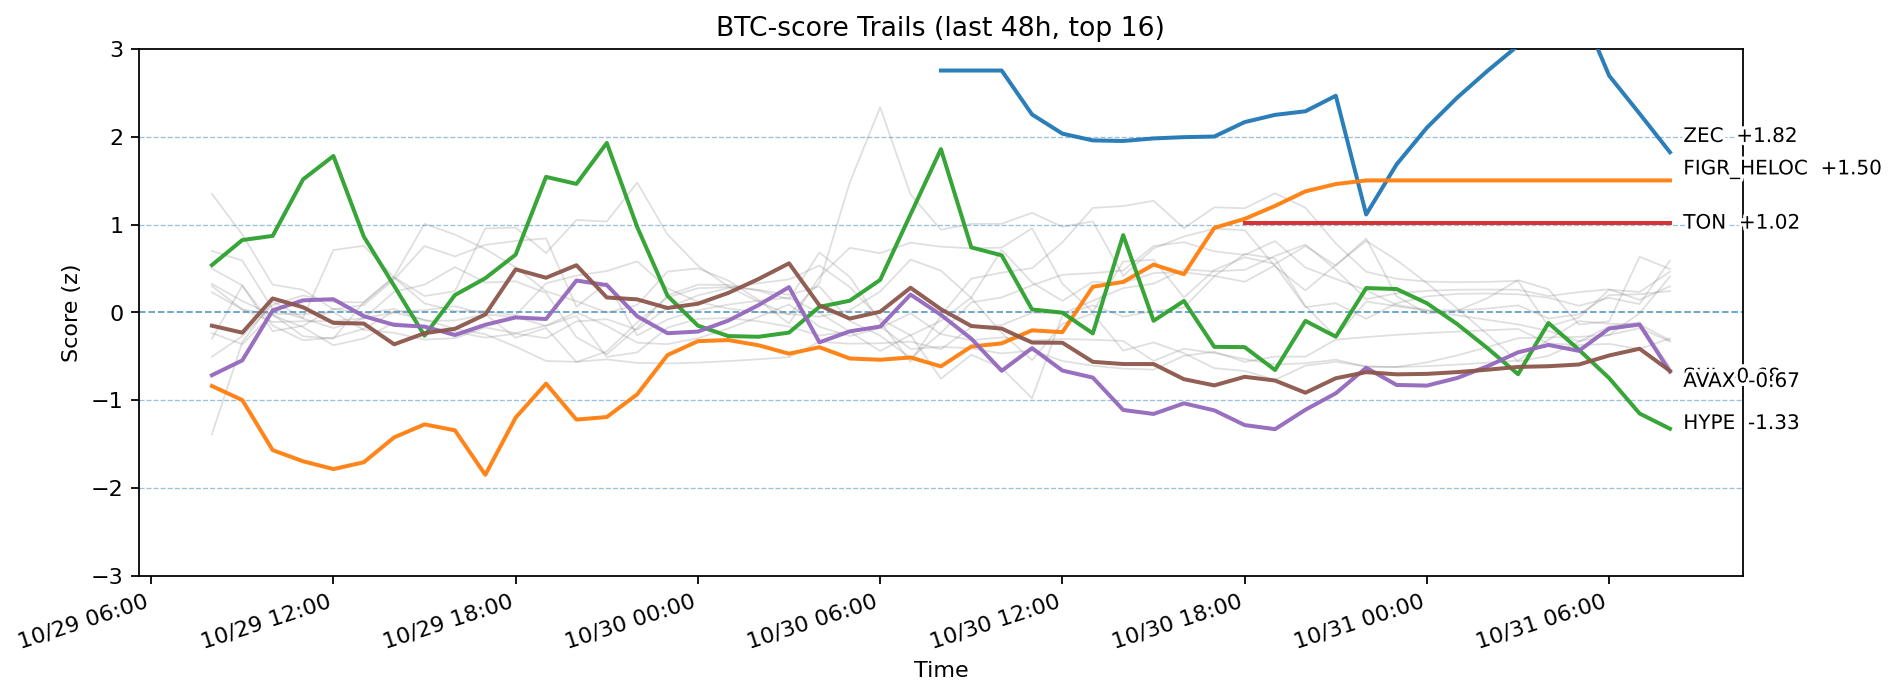 BTC-score Trails (last 48h, top 16)
Score (z)
3
2
1
0
−1
−2
−3
ZEC +1.82
FIGR_HELOC +1.50
TON +1.02
AVAX -0.67
HYPE -1.33
10/29 06:00
10/29 12:00
10/29 18:00
10/30 00:00
10/30 06:00
10/30 12:00
10/30 18:00
10/31 00:00
10/31 06:00
Time